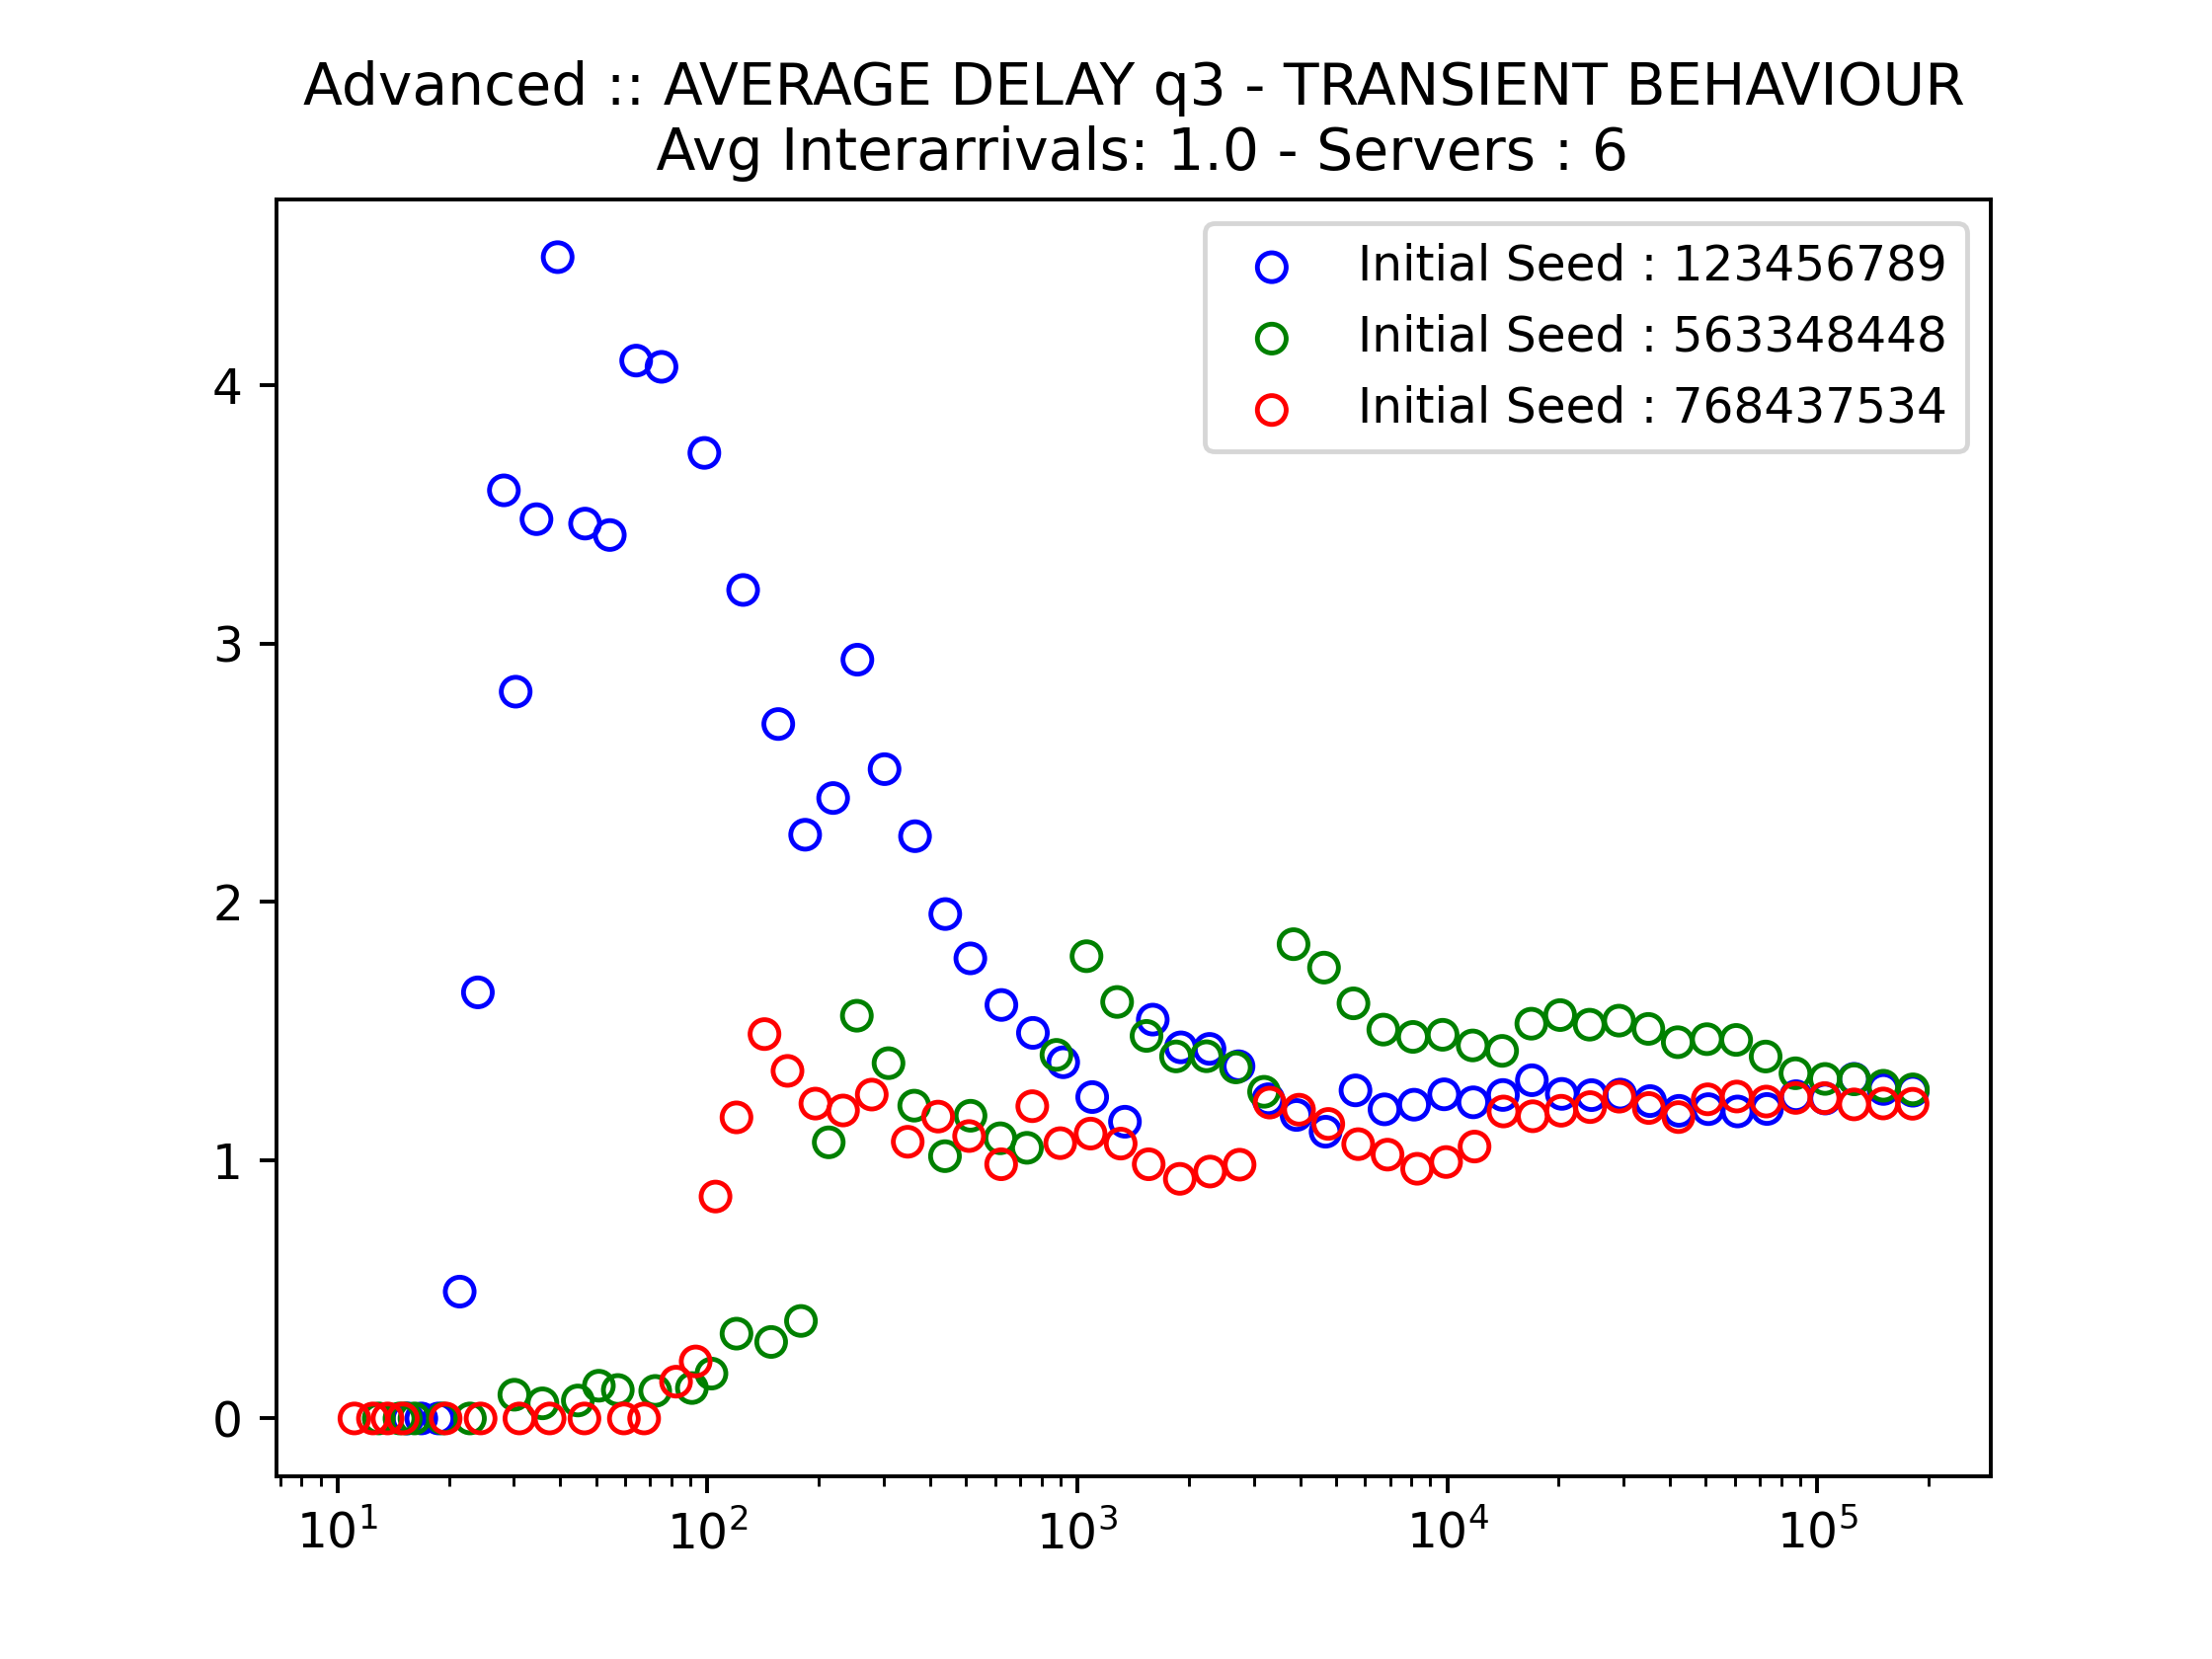 Advanced :: AVERAGE DELAY q3 - TRANSIENT BEHAVIOUR
Avg Interarrivals: 1.0 - Servers : 6
Initial Seed : 123456789
Initial Seed : 563348448
Initial Seed : 768437534
4
3
2
1
0
10¹ 10² 10³ 10⁴ 10⁵